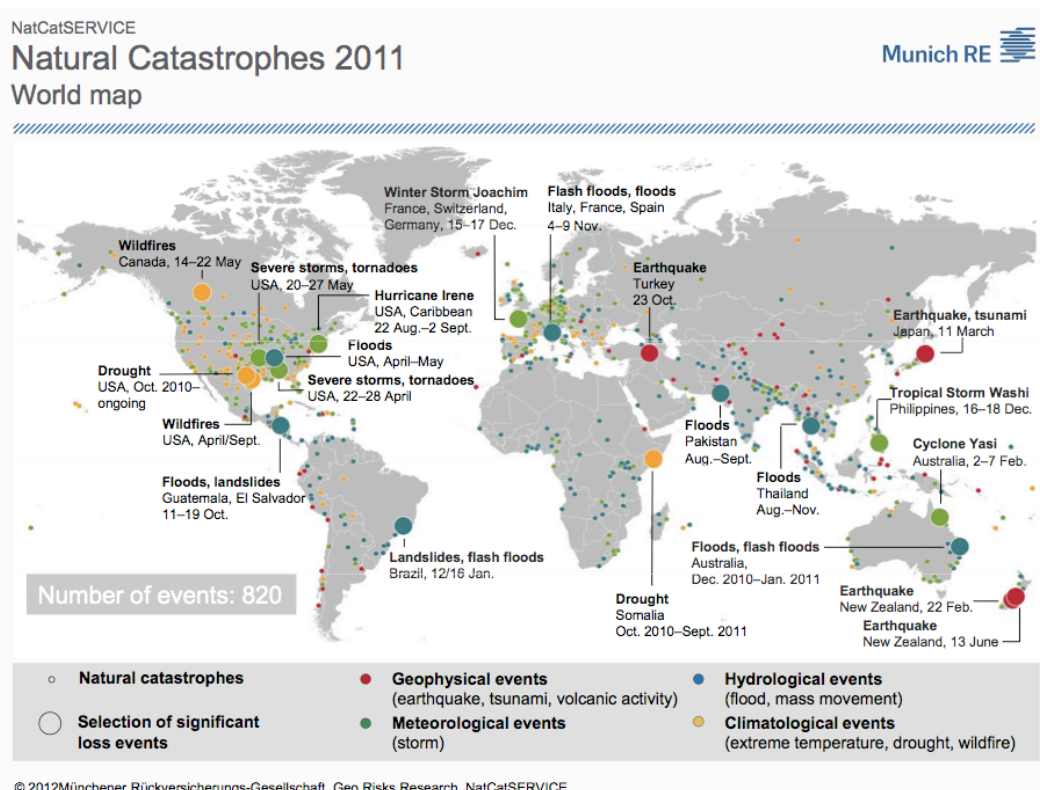 NatCatSERVICE
Natural Catastrophes 2011
World map
Munich RE
Winter Storm Joachim
France, Switzerland,
Germany, 15–17 Dec.
Flash floods, floods
Italy, France, Spain
4–9 Nov.
Wildfires
Canada, 14–22 May
Severe storms, tornadoes
USA, 20–27 May
Earthquake
Turkey
23 Oct.
Hurricane Irene
USA, Caribbean
22 Aug.–2 Sept.
Earthquake, tsunami
Japan, 11 March
Floods
USA, April–May
Drought
USA, Oct. 2010–
ongoing
Severe storms, tornadoes
USA, 22–28 April
Tropical Storm Washi
Philippines, 16–18 Dec.
Wildfires
USA, April/Sept.
Floods
Pakistan
Aug.–Sept.
Cyclone Yasi
Australia, 2–7 Feb.
Floods
Thailand
Aug.–Nov.
Floods, landslides
Guatemala, El Salvador
11–19 Oct.
Landslides, flash floods
Brazil, 12/16 Jan.
Floods, flash floods
Australia,
Dec. 2010–Jan. 2011
Number of events: 820
Drought
Somalia
Oct. 2010–Sept. 2011
Earthquake
New Zealand, 22 Feb.
Earthquake
New Zealand, 13 June
Natural catastrophes
Selection of significant
loss events
Geophysical events
(earthquake, tsunami, volcanic activity)
Meteorological events
(storm)
Hydrological events
(flood, mass movement)
Climatological events
(extreme temperature, drought, wildfire)
© 2012Münchener Rückversicherungs-Gesellschaft, Geo Risks Research, NatCatSERVICE